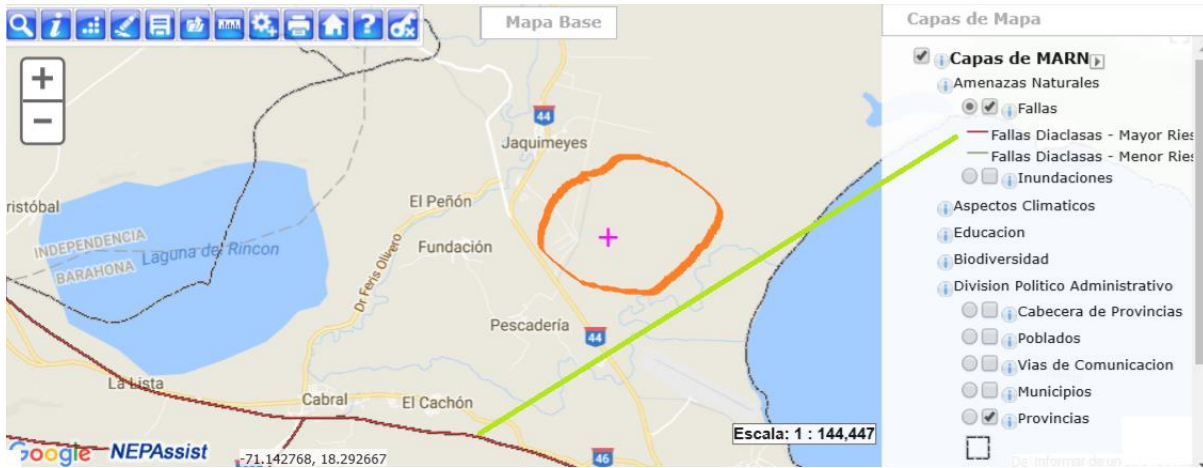 Mapa Base
Capas de Mapa
+
−
Capas de MARN
Amenazas Naturales
Fallas
Fallas Diaclasas - Mayor Ries
Fallas Diaclasas - Menor Ries
Inundaciones
Aspectos Climaticos
Educacion
Biodiversidad
Division Politico Administrativo
Cabecera de Provincias
Poblados
Vias de Comunicacion
Municipios
Provincias
44
Jaquimeyes
El Peñón
ristóbal
INDEPENDENCIA
BARAHONA
Laguna del Rincon
Fundación
Dr Feris Olivero
Pescadería
44
La Lista
Cabral
El Cachón
46
Escala: 1 : 144,447
Google
NEPAssist
-71.142768, 18.292667